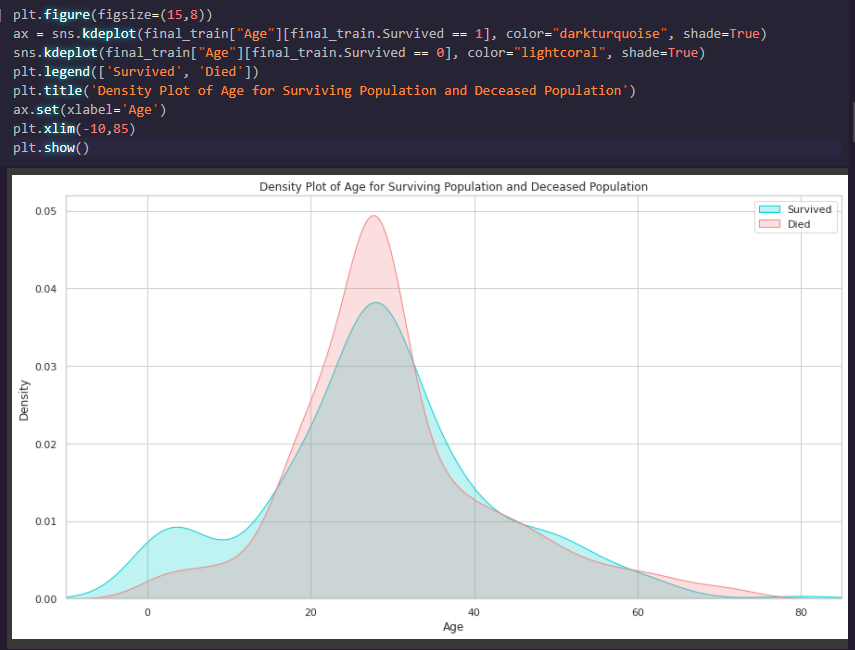 plt.figure(figsize=(15,8))
ax = sns.kdeplot(final_train["Age"][final_train.Survived == 1], color="darkturquoise", shade=True)
sns.kdeplot(final_train["Age"][final_train.Survived == 0], color="lightcoral", shade=True)
plt.legend(['Survived', 'Died'])
plt.title('Density Plot of Age for Surviving Population and Deceased Population')
ax.set(xlabel='Age')
plt.xlim(-10,85)
plt.show()
Density Plot of Age for Surviving Population and Deceased Population
Survived
Died
0.05
0.04
0.03
0.02
0.01
0.00
Density
0
20
40
60
80
Age